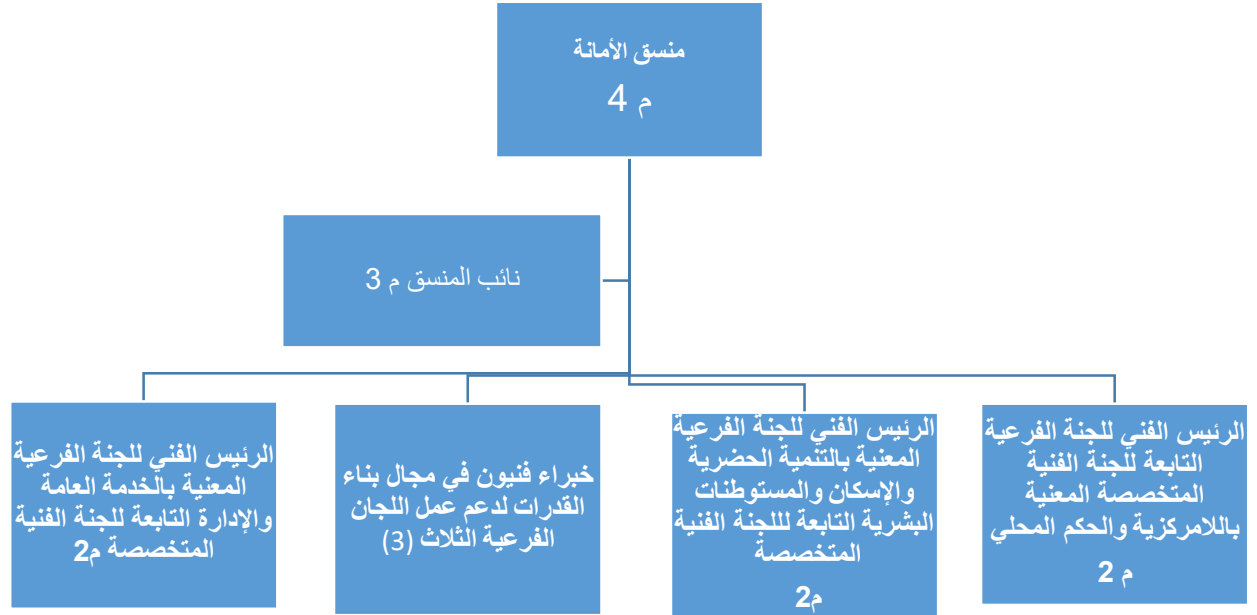 منسق الأمانة
م 4
نائب المنسق م 3
الرئيس الفني للجنة الفرعية
التابعة للجنة الفنية
المتخصصة المعنية
باللامركزية والحكم المحلي
م 2
الرئيس الفني للجنة الفرعية
المعنية بالتنمية الحضرية
والإسكان والمستوطنات
البشرية التابعة لللجنة الفنية
المتخصصة
م2
خبراء فنيون في مجال بناء
القدرات لدعم عمل اللجان
الفرعية الثلاث (3)
الرئيس الفني للجنة الفرعية
المعنية بالخدمة العامة
والإدارة التابعة للجنة الفنية
المتخصصة م2